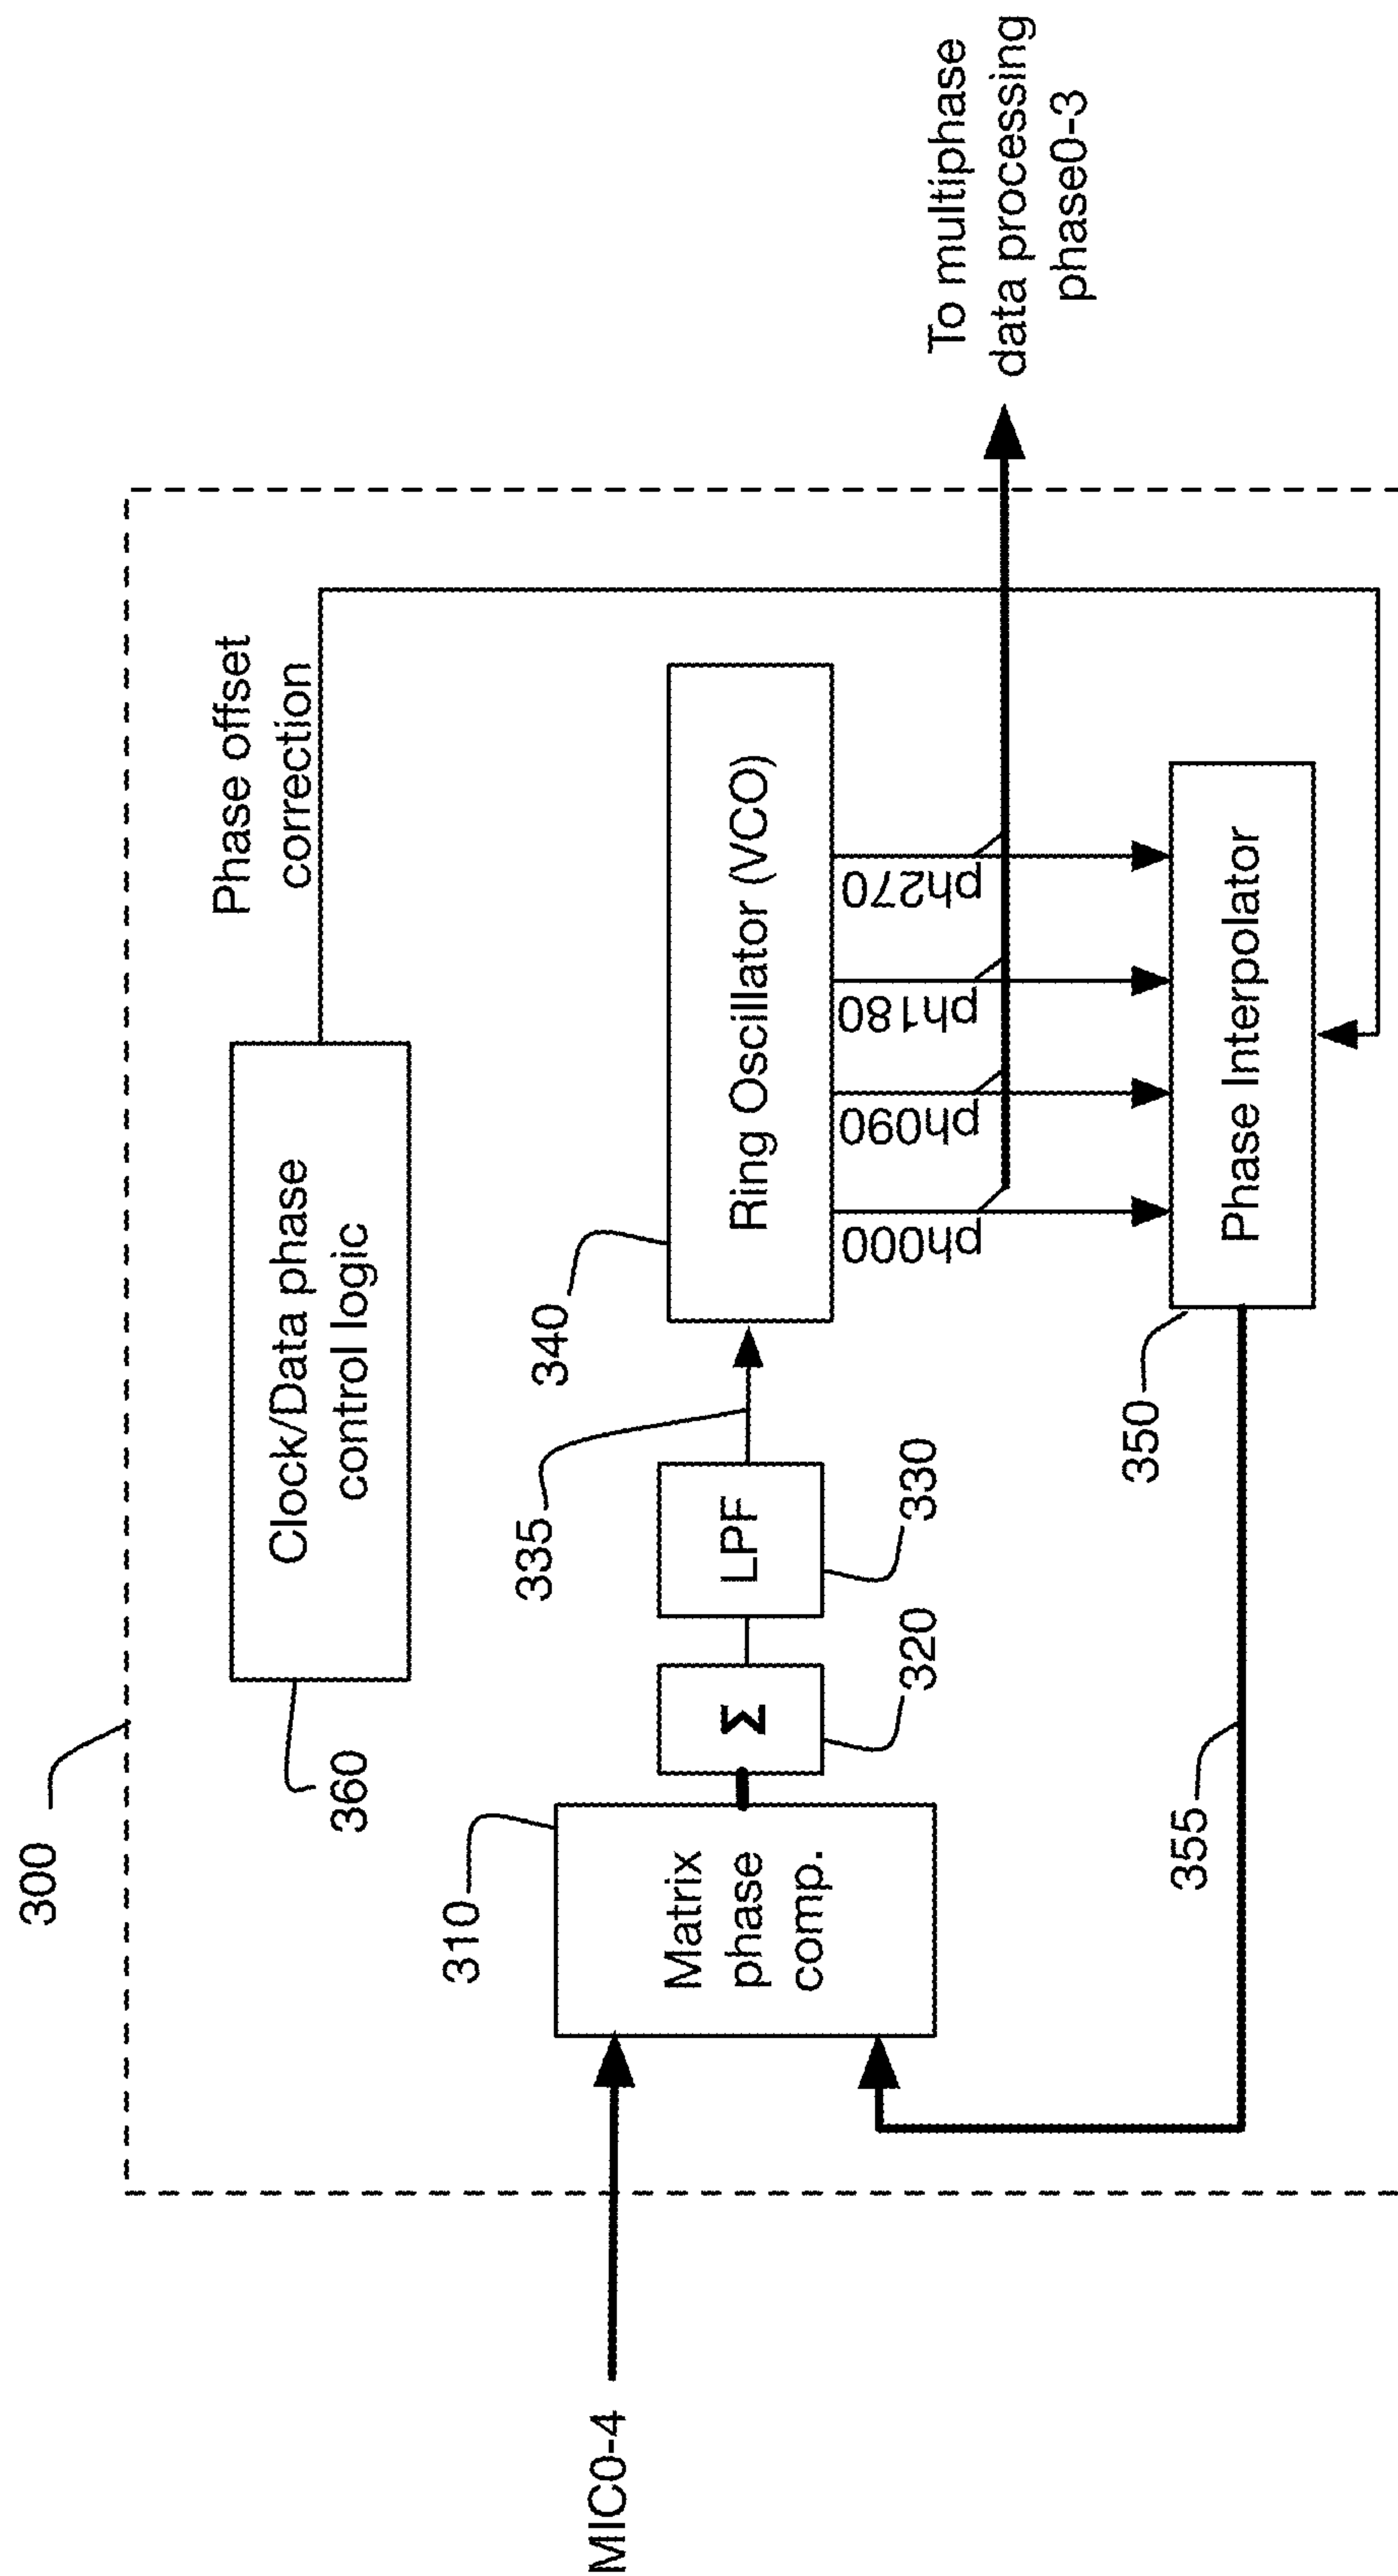 300
360
Clock/Data phase
control logic
Phase offset
correction
MIC0-4
310
Matrix
phase
comp.
Σ
320
LPF
330
335
340
Ring Oscillator (VCO)
ph000
ph090
ph180
ph270
To multiphase
data processing
phase0-3
350
Phase Interpolator
355